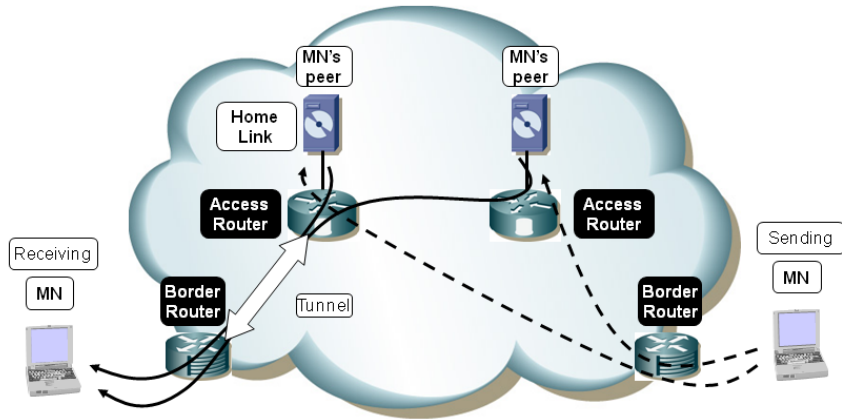 MN's
peer
MN's
peer
Home
Link
Access
Router
Access
Router
Receiving
MN
Sending
MN
Border
Router
Tunnel
Border
Router